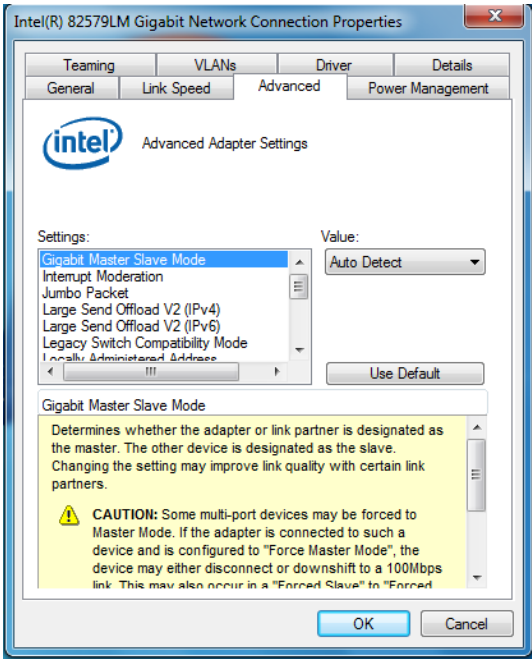 Intel(R) 82579LM Gigabit Network Connection Properties
Teaming VLANs Driver Details
General Link Speed Advanced Power Management
intel
Advanced Adapter Settings
Settings: Value:
Gigabit Master Slave Mode Auto Detect
Interrupt Moderation
Jumbo Packet
Large Send Offload V2 (IPv4)
Large Send Offload V2 (IPv6)
Legacy Switch Compatibility Mode
Locally Administered Address
Use Default
Gigabit Master Slave Mode
Determines whether the adapter or link partner is designated as
the master. The other device is designated as the slave.
Changing the setting may improve link quality with certain link
partners.
CAUTION: Some multi-port devices may be forced to
Master Mode. If the adapter is connected to such a
device and is configured to "Force Master Mode", the
device may either disconnect or downshift to a 100Mbps
link. This may also occur in a "Forced Slave" to "Forced
OK Cancel